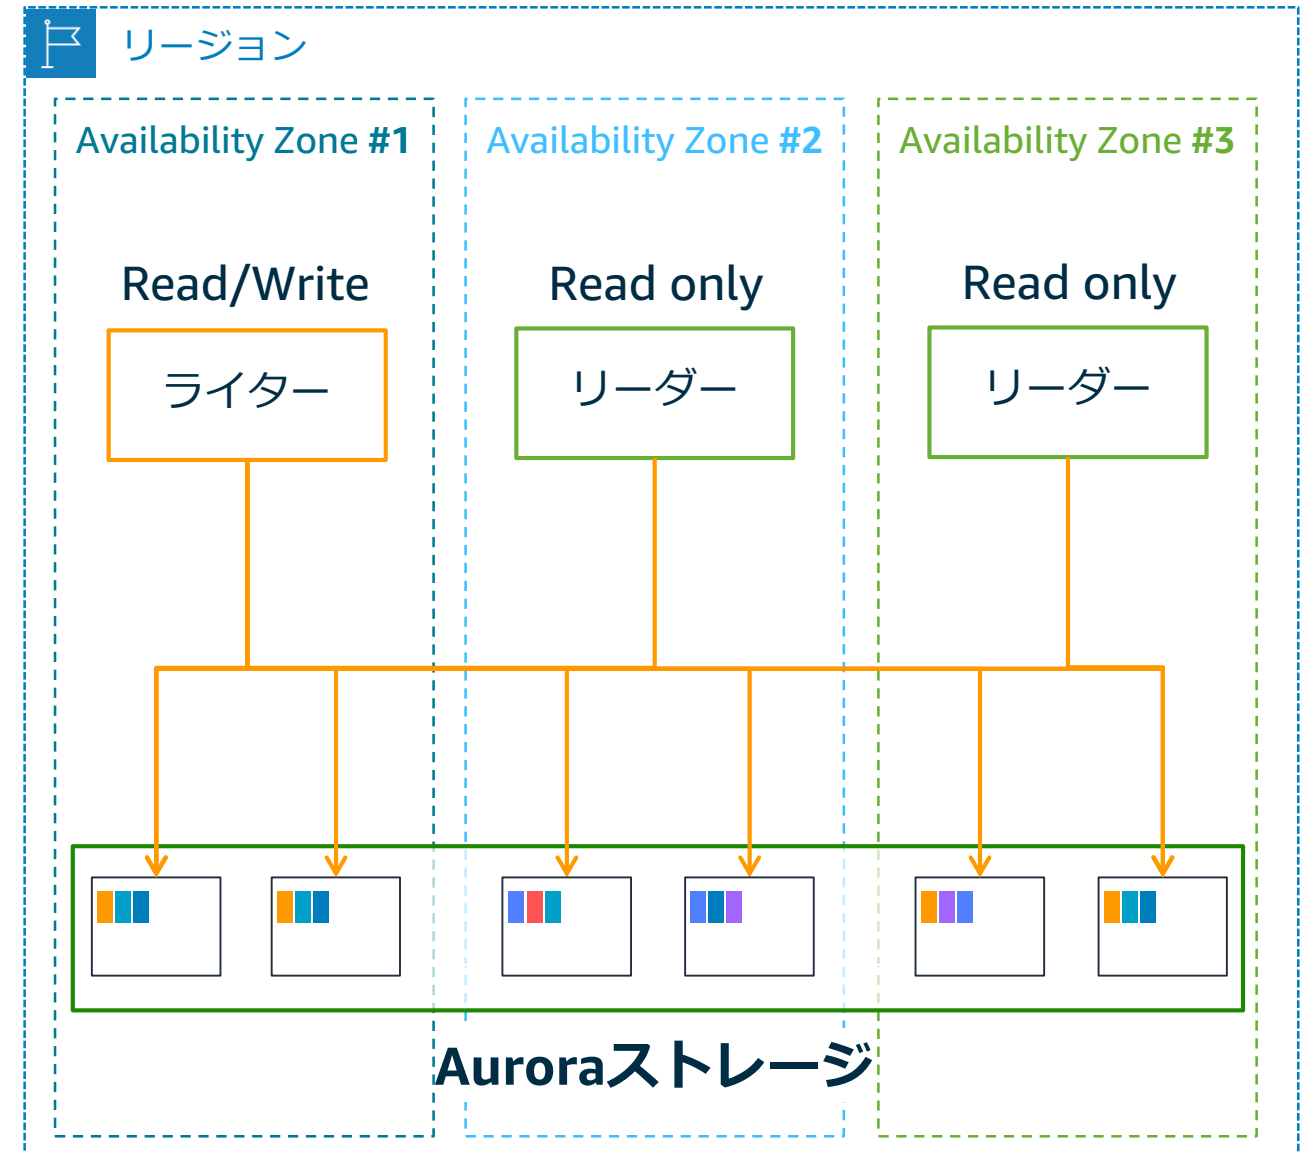 リージョン
Availability Zone #1
Availability Zone #2
Availability Zone #3
Read/Write
Read only
Read only
ライター
リーダー
リーダー
Auroraストレージ